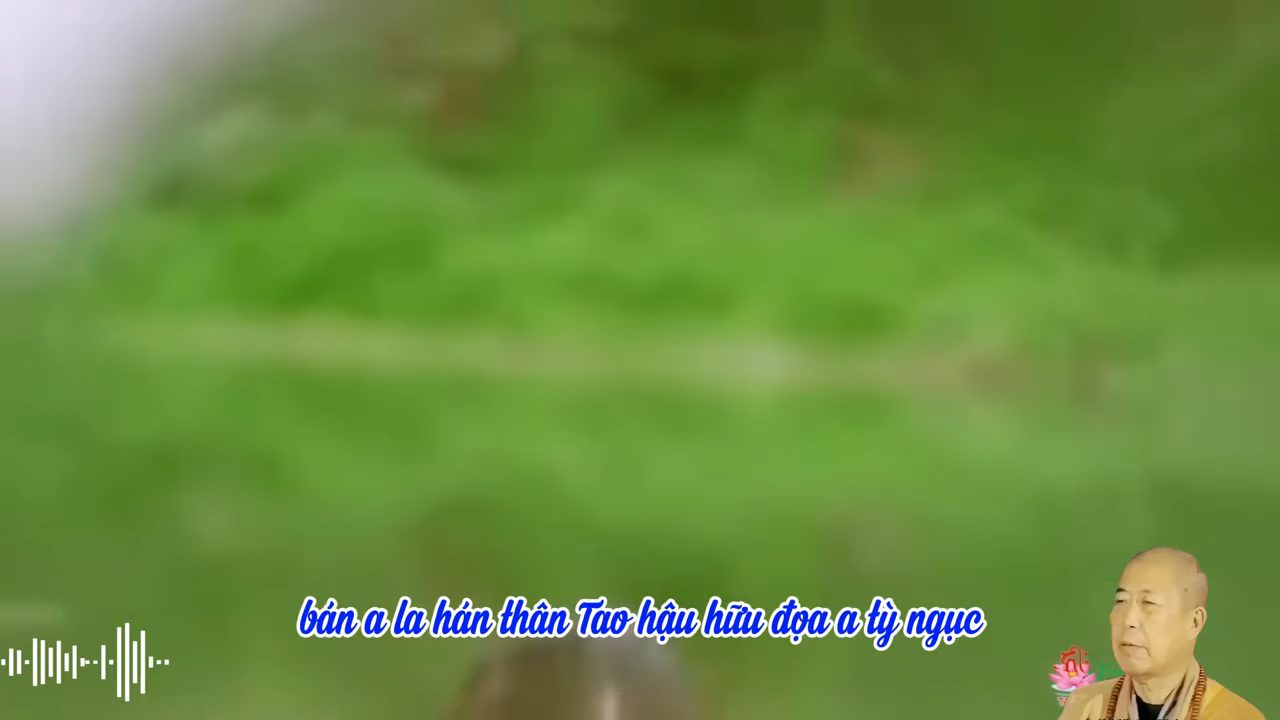 bán a la hán thân Tao hậu hữu đọa a tỳ ngục